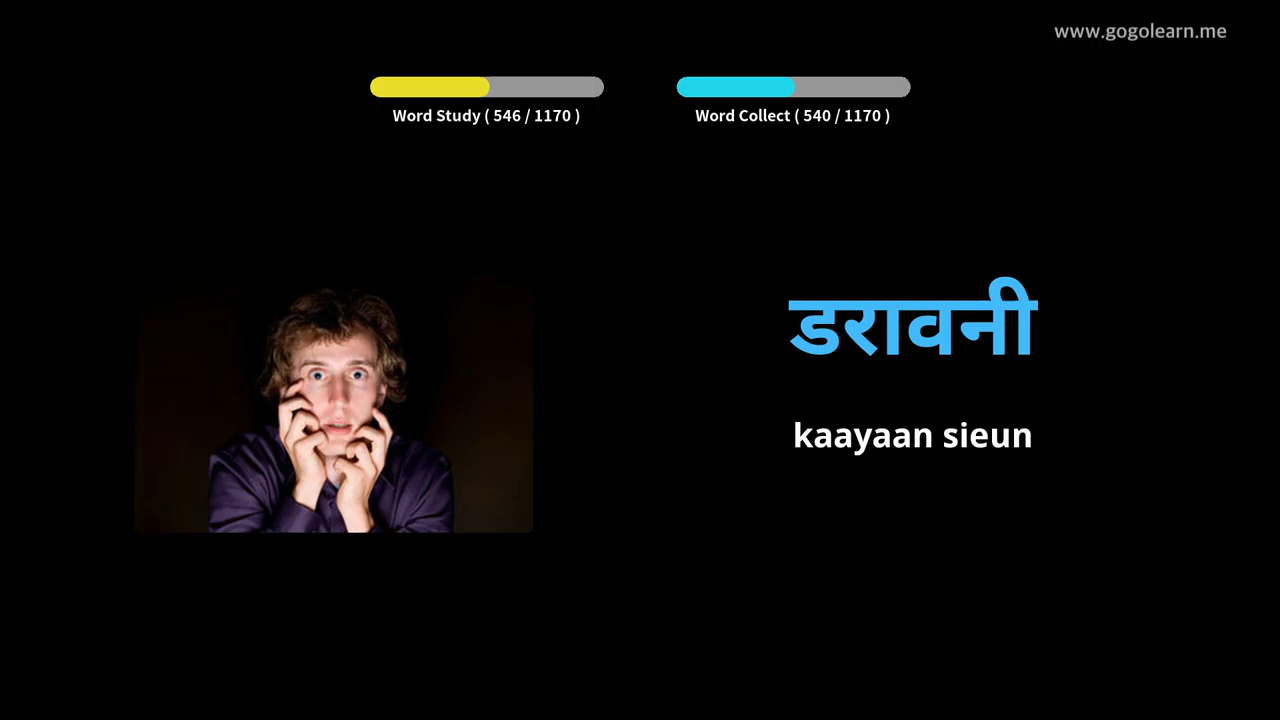 www.gogolearn.me
Word Study ( 546 / 1170 )
Word Collect ( 540 / 1170 )
डरावनी
kaayaan sieun